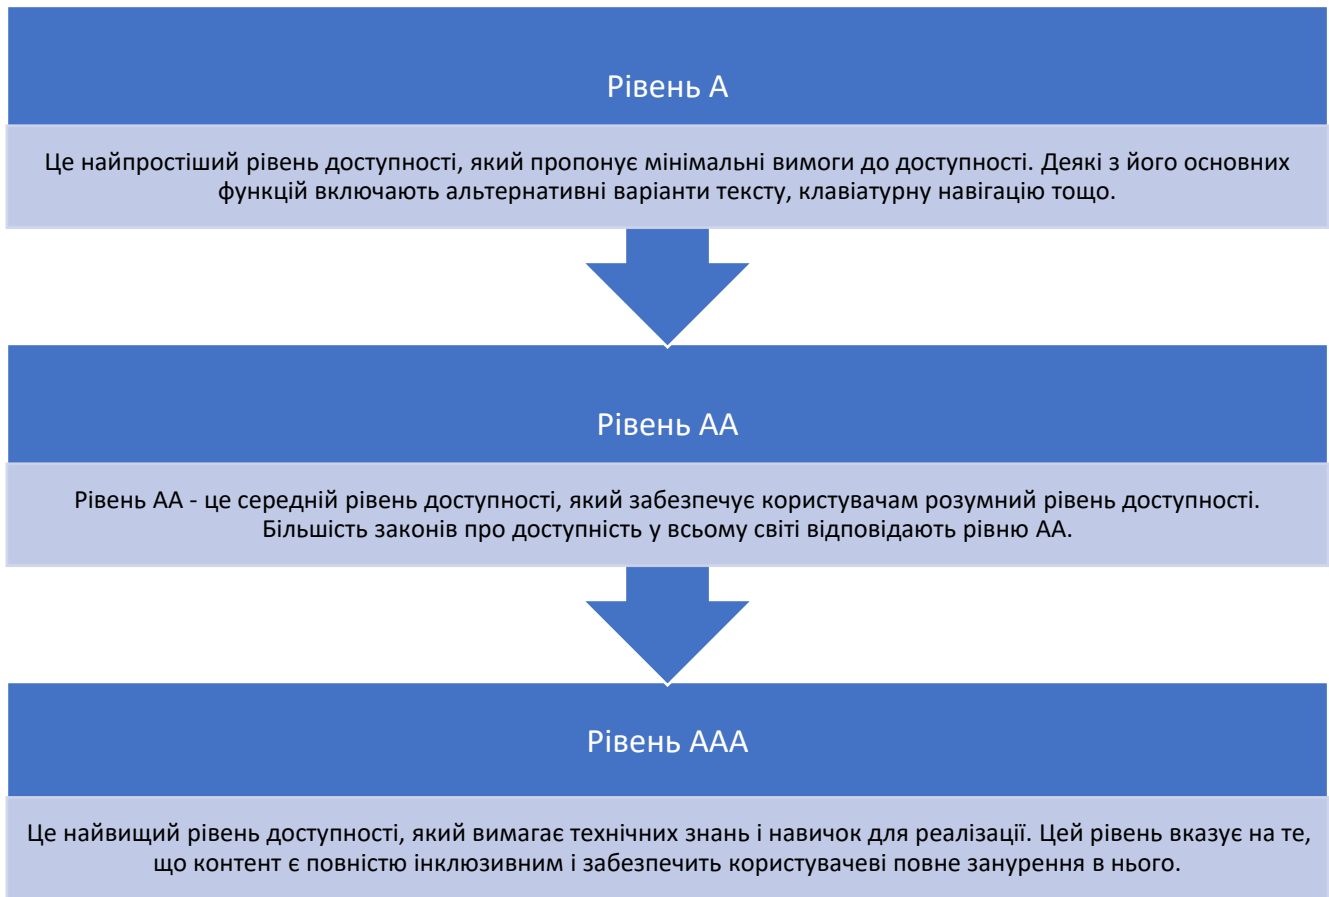 Рівень А
Це найпростіший рівень доступності, який пропонує мінімальні вимоги до доступності. Деякі з його основних
функцій включають альтернативні варіанти тексту, клавіатурну навігацію тощо.
Рівень АА
Рівень АА - це середній рівень доступності, який забезпечує користувачам розумний рівень доступності.
Більшість законів про доступність у всьому світі відповідають рівню АА.
Рівень ААА
Це найвищий рівень доступності, який вимагає технічних знань і навичок для реалізації. Цей рівень вказує на те,
що контент є повністю інклюзивним і забезпечить користувачеві повне занурення в нього.